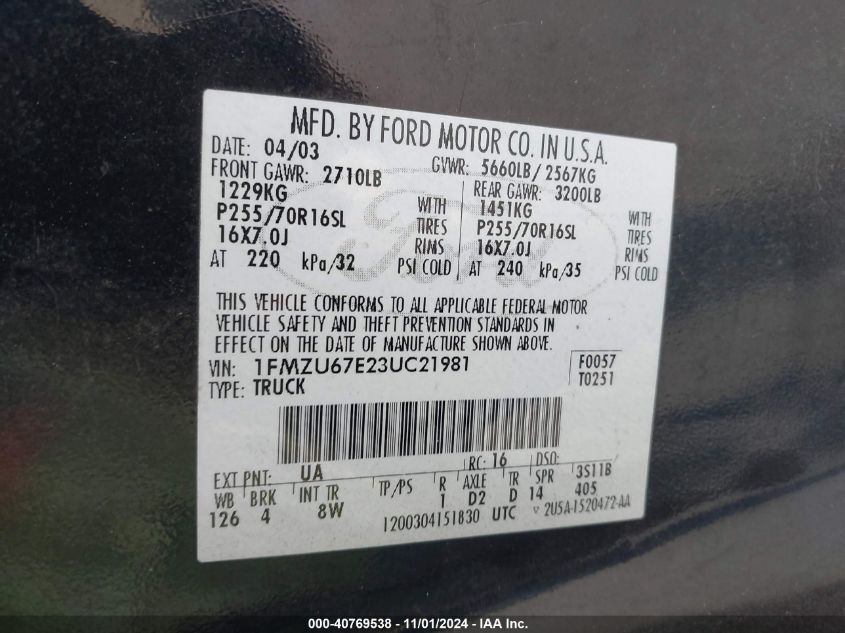 MFD. BY FORD MOTOR CO. IN U.S.A.
DATE: 04/03 GVWR: 5660LB/2567KG
FRONT GAWR: 2710LB REAR GAWR: 3200LB
1229KG WITH 1451KG WITH
P255/70R16SL TIRES P255/70R16SL TIRES
16X7.0J RIMS 16X7.0J RIMS
AT 220 kPa/32 PSI COLD AT 240 kPa/35 PSI COLD
THIS VEHICLE CONFORMS TO ALL APPLICABLE FEDERAL MOTOR
VEHICLE SAFETY AND THEFT PREVENTION STANDARDS IN
EFFECT ON THE DATE OF MANUFACTURE SHOWN ABOVE.
VIN: 1FMZU67E23UC21981 F0057
TYPE: TRUCK T0251
EXT PNT: UA RC: 16 DSO:
WB BRK INT TR TP/PS R AXLE TR SPR 3S11B
126 4 8W 1 D2 D 14 405
1200304151830 UTC 2U5A-1520472-AA
Ford
000-40769538 - 11/01/2024 - IAAI Inc.